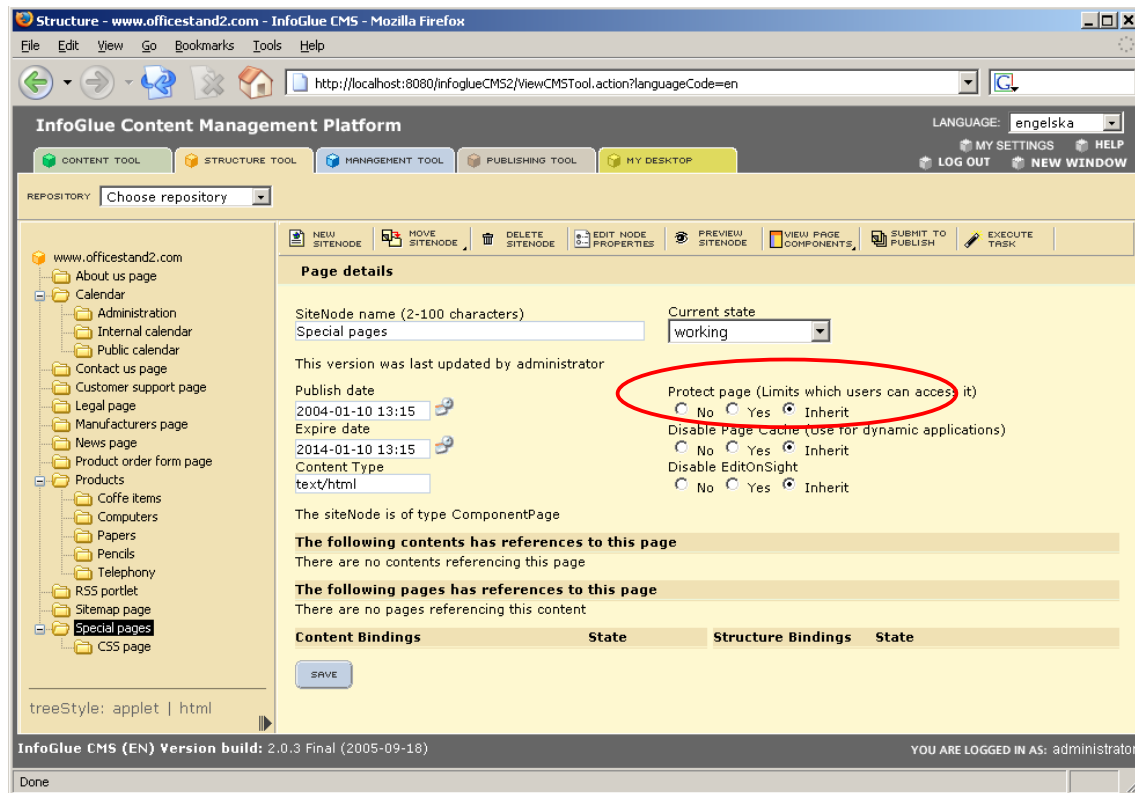 Structure - www.officestand2.com - InfoGlue CMS - Mozilla Firefox
File Edit View Go Bookmarks Tools Help
http://localhost:8080/infoglueCMS2/ViewCMSTool.action?languageCode=en
G
InfoGlue Content Management Platform
LANGUAGE: engelska
MY SETTINGS HELP
LOG OUT NEW WINDOW
CONTENT TOOL STRUCTURE TOOL MANAGEMENT TOOL PUBLISHING TOOL MY DESKTOP
REPOSITORY Choose repository
NEW SITENODE MOVE SITENODE DELETE SITENODE EDIT NODE PROPERTIES PREVIEW SITENODE VIEW PAGE COMPONENTS SUBMIT TO PUBLISH EXECUTE TASK
www.officestand2.com
About us page
Calendar
Administration
Internal calendar
Public calendar
Contact us page
Customer support page
Legal page
Manufacturers page
News page
Product order form page
Products
Coffe items
Computers
Papers
Pencils
Telephony
RSS portlet
Sitemap page
Special pages
CSS page
treeStyle: applet | html
Page details
SiteNode name (2-100 characters)
Special pages
Current state
working
This version was last updated by administrator
Publish date
2004-01-10 13:15
Expire date
2014-01-10 13:15
Content Type
text/html
Protect page (Limits which users can access it)
No Yes Inherit
Disable Page Cache (Use for dynamic applications)
No Yes Inherit
Disable EditOnSight
No Yes Inherit
The siteNode is of type ComponentPage
The following contents has references to this page
There are no contents referencing this page
The following pages has references to this page
There are no pages referencing this content
Content Bindings State Structure Bindings State
SAVE
InfoGlue CMS (EN) Version build: 2.0.3 Final (2005-09-18)
YOU ARE LOGGED IN AS: administrator
Done